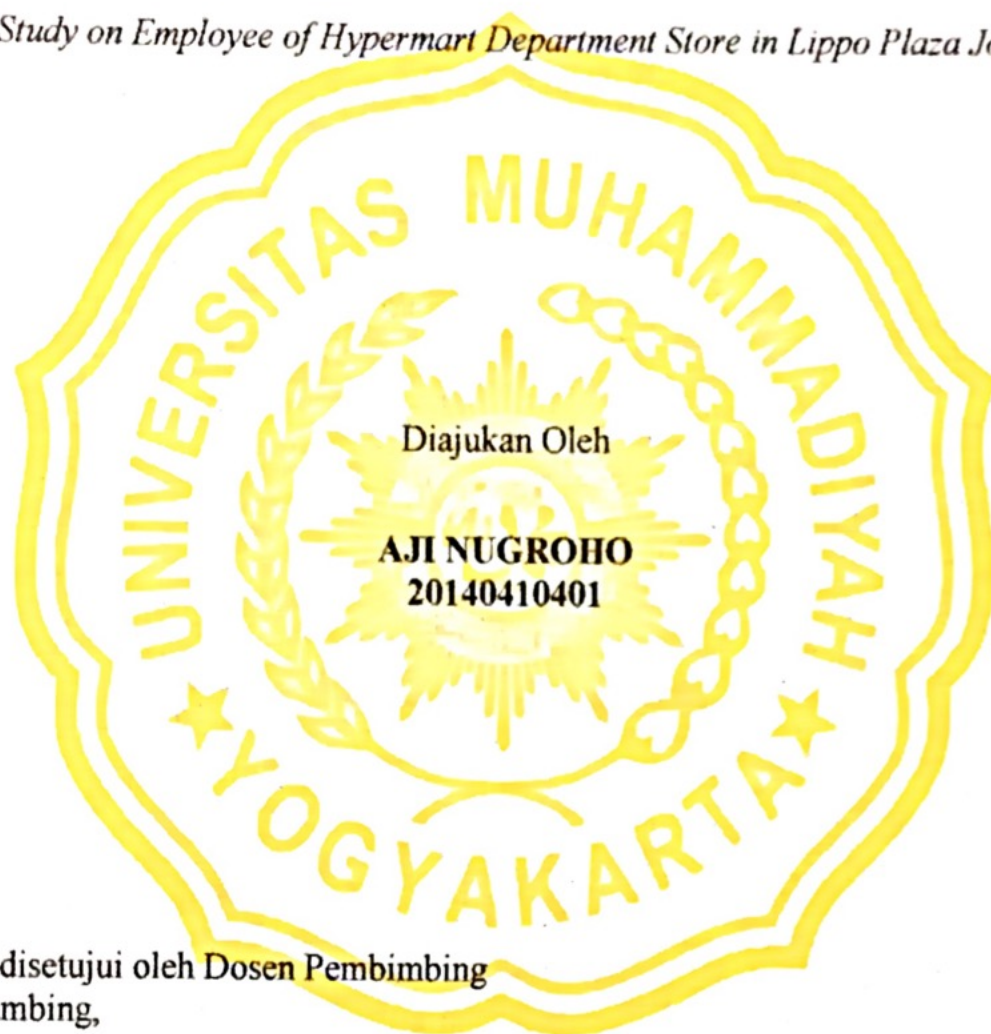 Study on Employee of Hypermart Department Store in Lippo Plaza
UNIVERSITAS MUHAMMADIYAH
Diajukan Oleh
AJI NUGROHO
20140410401
★ YOGYAKARTA ★
disetujui oleh Dosen Pembimbing
mbing,